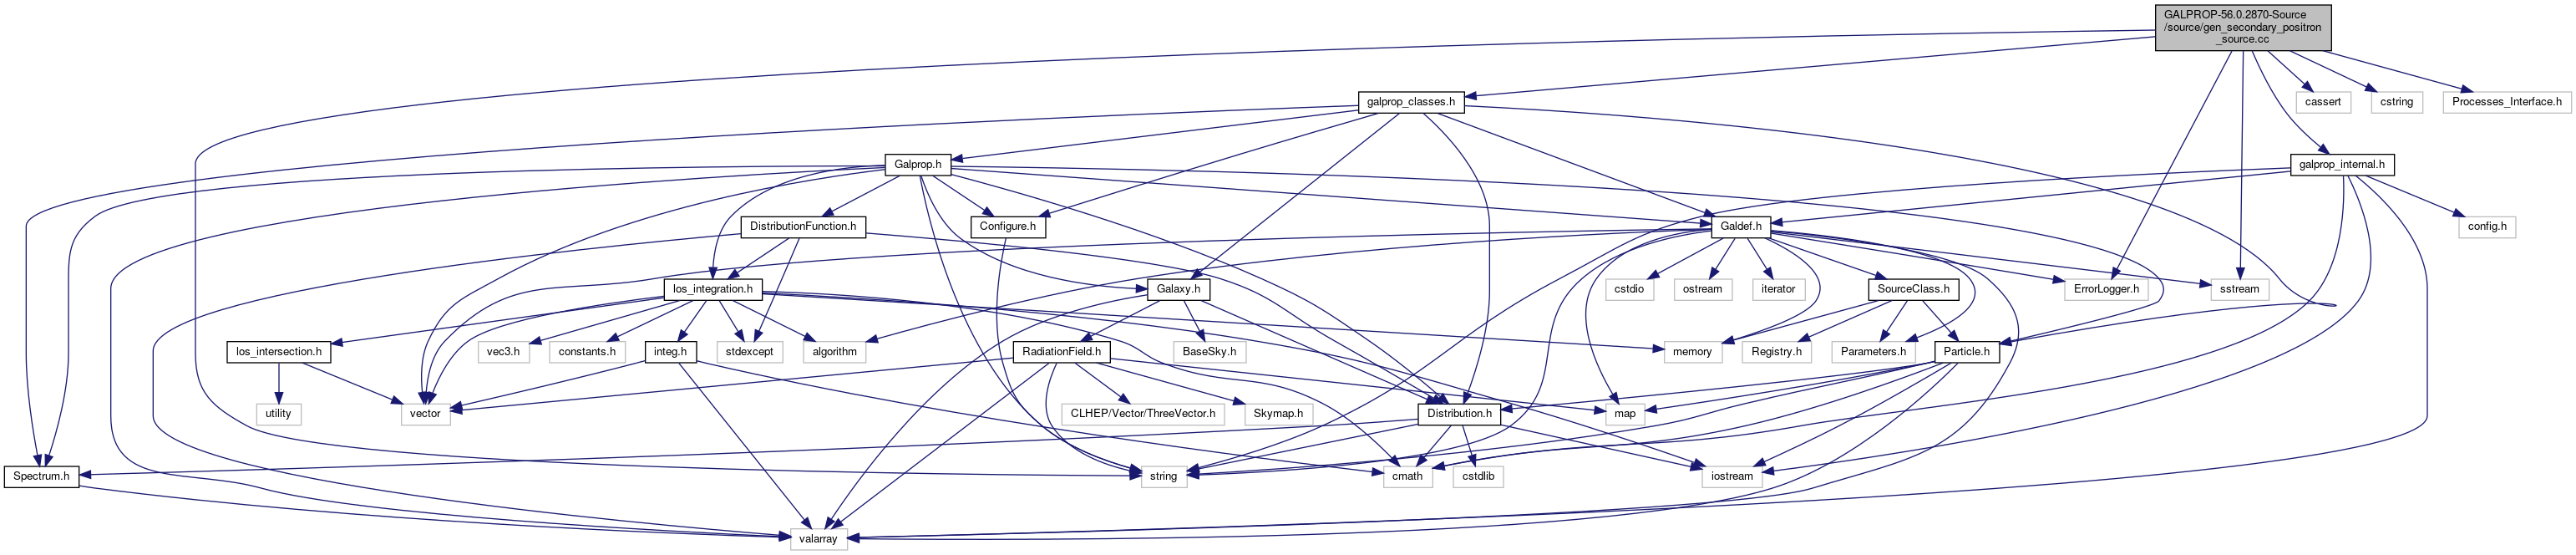 GALPROP-56.0.2870-Source
/source/gen_secondary_positron
_source.cc
galprop_classes.h
cassert
cstring
Processes_Interface.h
Galprop.h
galprop_internal.h
DistributionFunction.h
Configure.h
Galdef.h
config.h
los_integration.h
Galaxy.h
cstdio
ostream
iterator
SourceClass.h
ErrorLogger.h
sstream
los_intersection.h
vec3.h
constants.h
integ.h
stdexcept
algorithm
memory
RadiationField.h
BaseSky.h
Registry.h
Parameters.h
Particle.h
utility
vector
CLHEP/Vector/ThreeVector.h
Skymap.h
Distribution.h
map
Spectrum.h
string
cmath
cstdlib
iostream
valarray